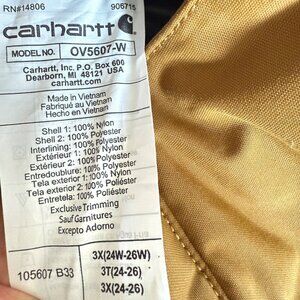 RN#14806 906715
carhartt
MODEL NO. OV5607-W
Carhartt, Inc. P.O Box 600
Dearborn, MI 48121 USA
carhartt.com
Made in Vietnam
Fabriqué au Vietnam
Hecho en Vietnam
Shell 1: 100% Nylon
Shell 2: 100% Polyester
Interlining: 100% Polyester
Extérieur 1: 100% Nylon
Extérieur 2: 100% Polyester
Entredoublure: 100% Polyester
Tela exterior 1: 100% Nylon
Tela exterior 2: 100% Poliéster
Entretela: 100% Poliéster
Exclusive Trimming
Sauf Garnitures
Excepto Adorno
105607 B33
3X(24W-26W)
3T(24-26)
3X(24-26)